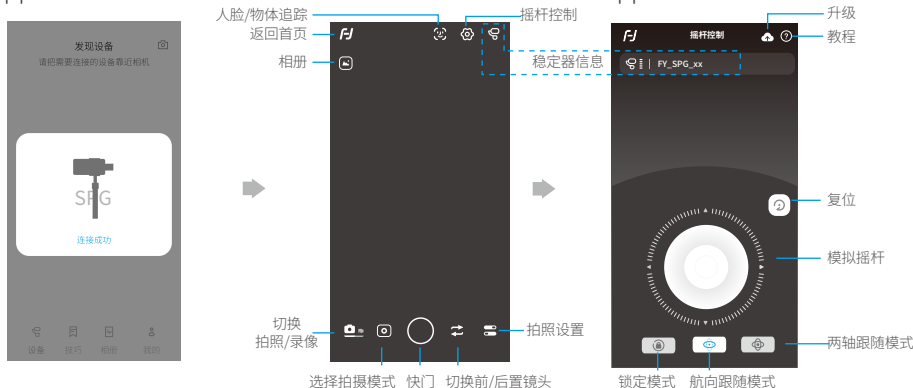 发现设备
请把需要连接的设备靠近相机
SPG
连接成功
设备
技巧
相册
我的
人脸/物体追踪
返回首页
相册
摇杆控制
稳定器信息
切换
拍照/录像
选择拍摄模式
快门
切换前/后置镜头
拍照设置
摇杆控制
FY_SPG_xx
升级
教程
复位
模拟摇杆
两轴跟随模式
锁定模式
航向跟随模式